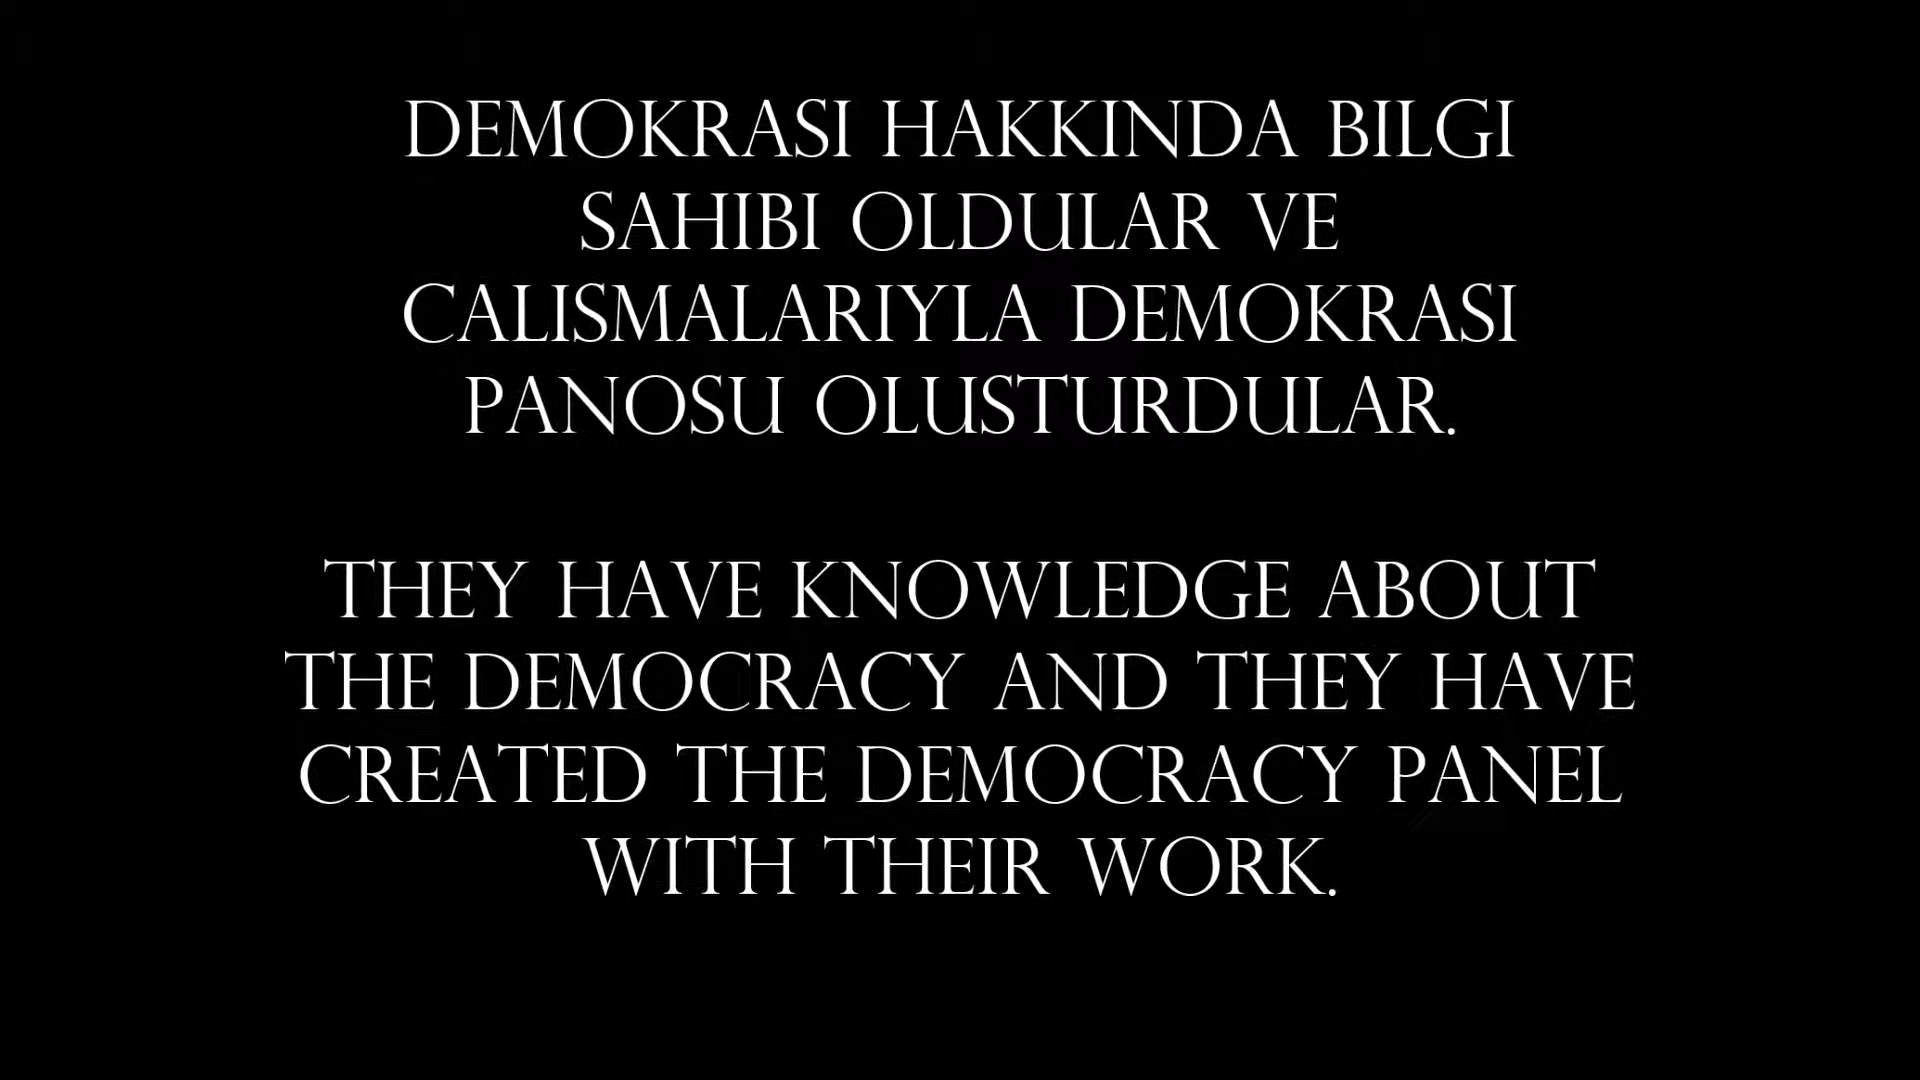 DEMOKRASI HAKKINDA BILGI
SAHIBI OLDULAR VE
CALISMALARIYLA DEMOKRASI
PANOSU OLUSTURDULAR.
THEY HAVE KNOWLEDGE ABOUT
THE DEMOCRACY AND THEY HAVE
CREATED THE DEMOCRACY PANEL
WITH THEIR WORK.